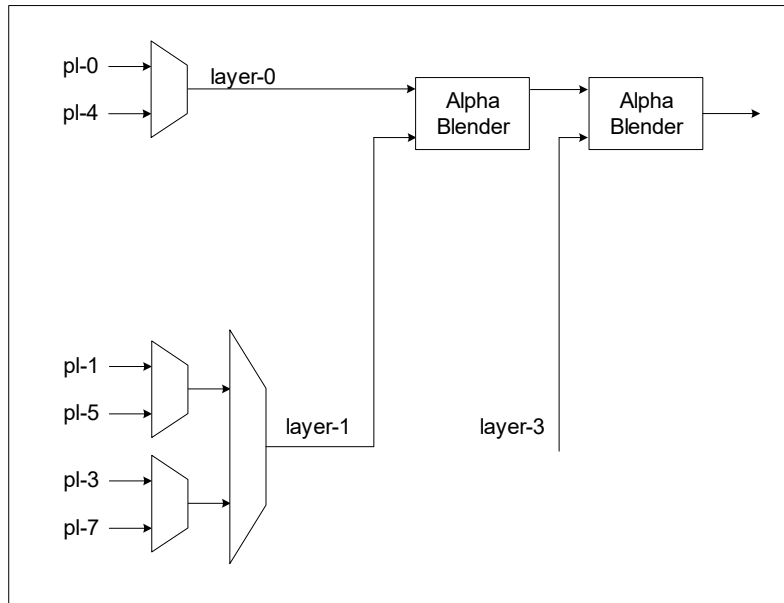 pl-0
layer-0
pl-4
Alpha
Blender
Alpha
Blender
pl-1
pl-5
layer-1
layer-3
pl-3
pl-7